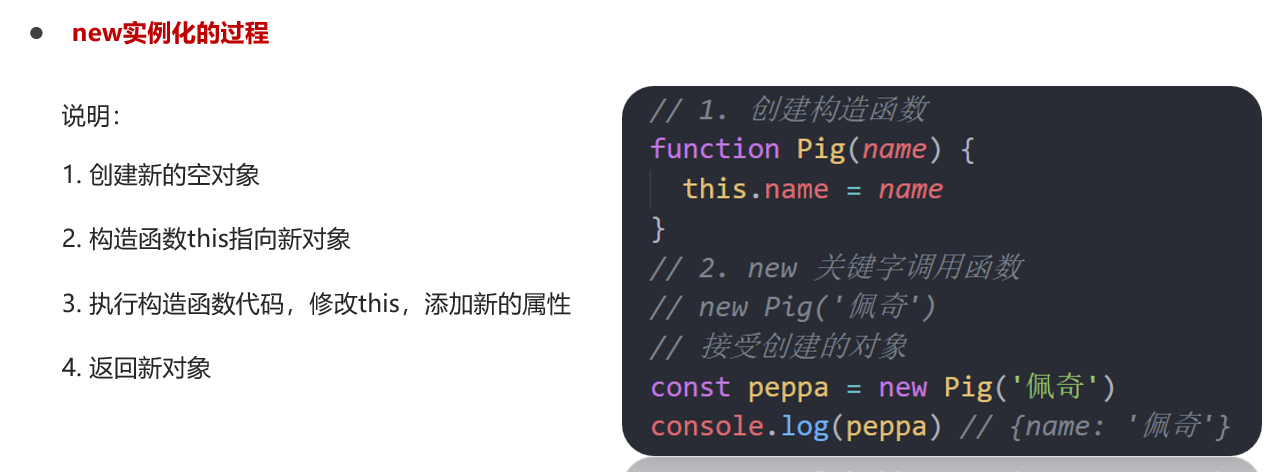 new实例化的过程
说明：
1. 创建新的空对象
2. 构造函数this指向新对象
3. 执行构造函数代码，修改this，添加新的属性
4. 返回新对象
// 1. 创建构造函数
function Pig(name) {
  this.name = name
}
// 2. new 关键字调用函数
// new Pig('佩奇')
// 接受创建的对象
const peppa = new Pig('佩奇')
console.log(peppa) // {name: '佩奇'}